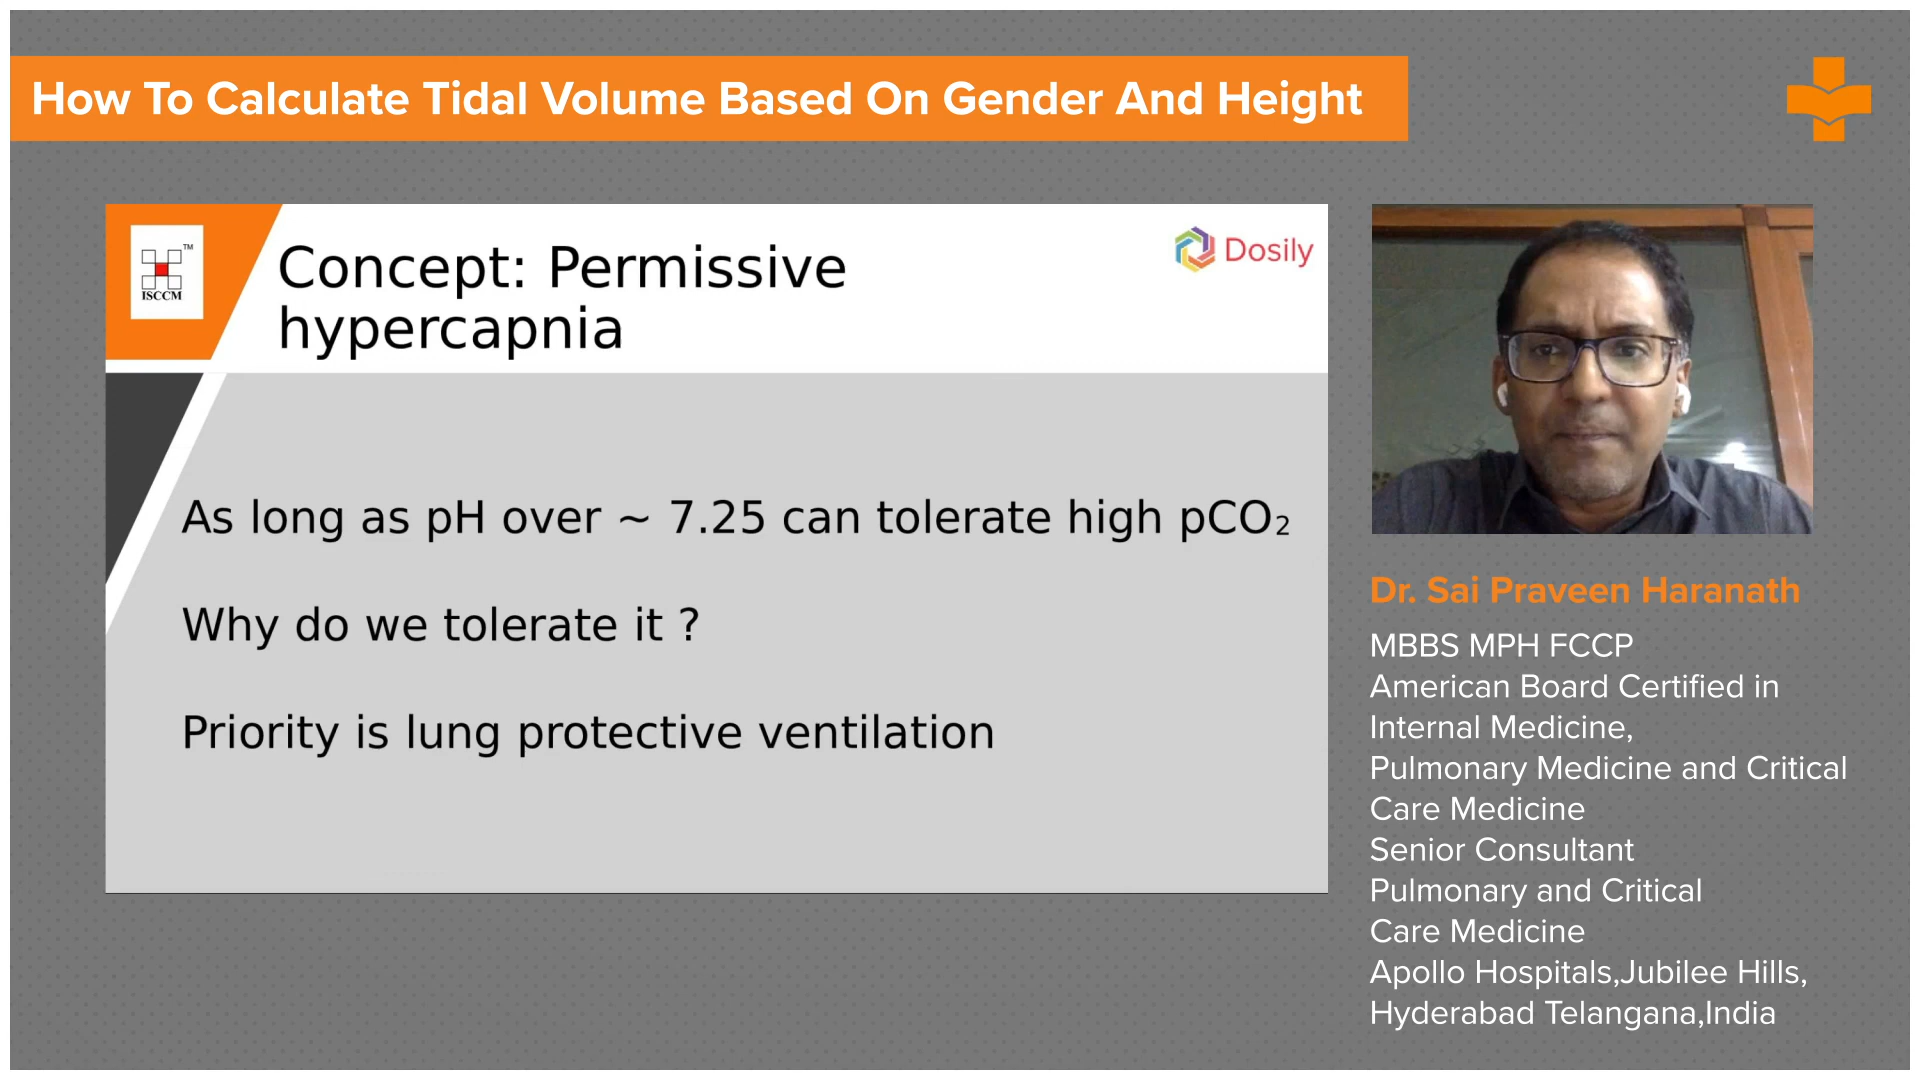 How To Calculate Tidal Volume Based On Gender And Height
TM
ISCCM
Concept: Permissive
hypercapnia
Dosily
As long as pH over ~ 7.25 can tolerate high pCO₂
Why do we tolerate it ?
Priority is lung protective ventilation
Dr. Sai Praveen Haranath
MBBS MPH FCCP
American Board Certified in
Internal Medicine,
Pulmonary Medicine and Critical
Care Medicine
Senior Consultant
Pulmonary and Critical
Care Medicine
Apollo Hospitals,Jubilee Hills,
Hyderabad Telangana,India